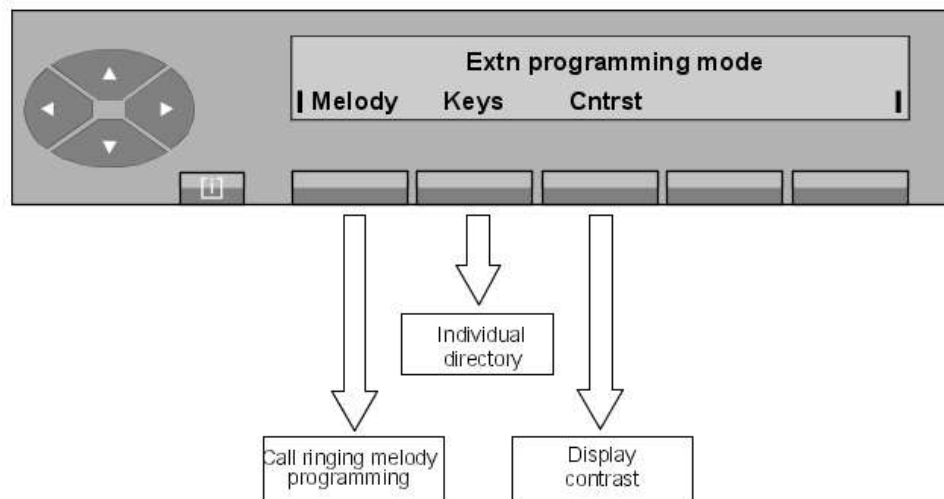 Extn programming mode
Melody Keys Cntrst
[i]
Individual
directory
Call ringing melody
programming
Display
contrast